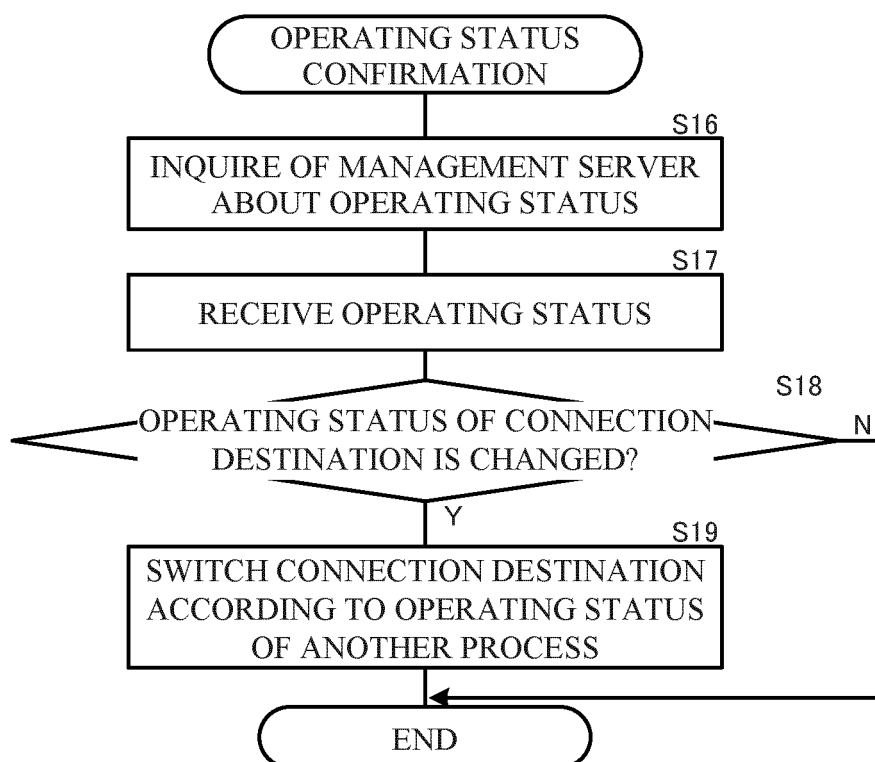 OPERATING STATUS
CONFIRMATION
S16
INQUIRE OF MANAGEMENT SERVER
ABOUT OPERATING STATUS
S17
RECEIVE OPERATING STATUS
S18
OPERATING STATUS OF CONNECTION
DESTINATION IS CHANGED?
N
Y
S19
SWITCH CONNECTION DESTINATION
ACCORDING TO OPERATING STATUS
OF ANOTHER PROCESS
END